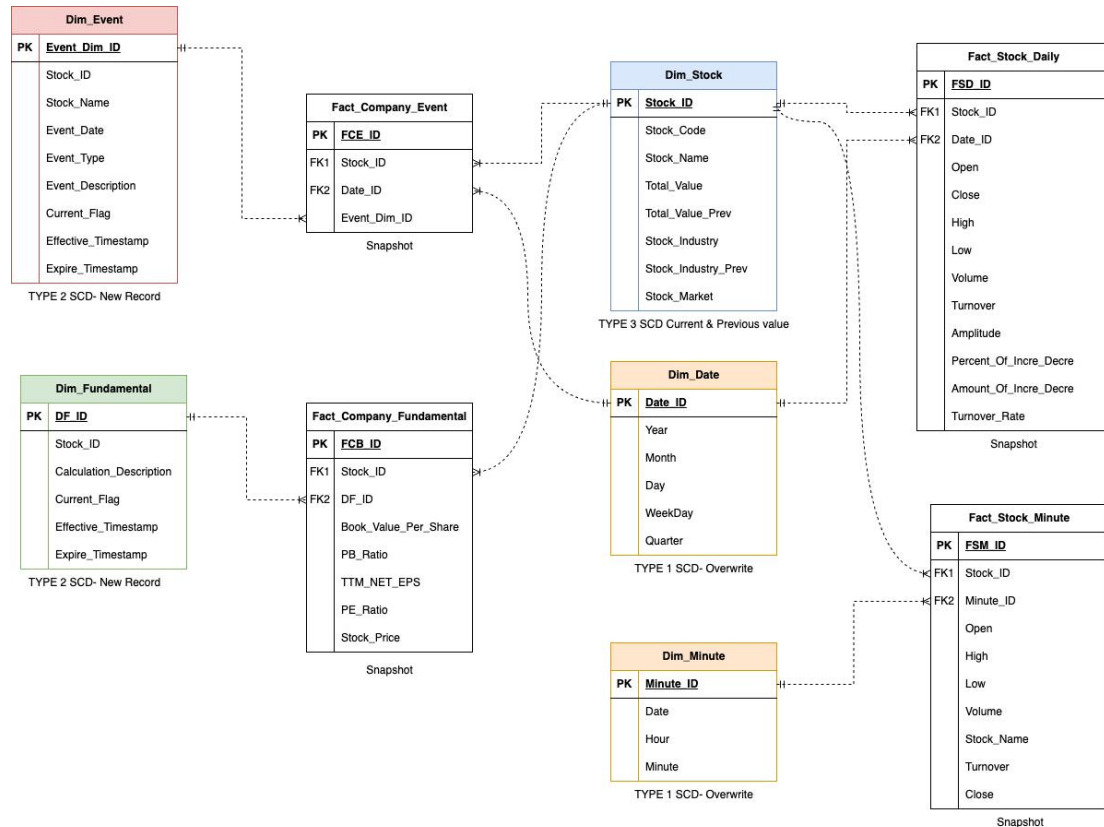 Dim_Event
PK Event_Dim_ID
Stock_ID
Stock_Name
Event_Date
Event_Type
Event_Description
Current_Flag
Effective_Timestamp
Expire_Timestamp
TYPE 2 SCD- New Record
Dim_Fundamental
PK DF_ID
Stock_ID
Calculation_Description
Current_Flag
Effective_Timestamp
Expire_Timestamp
TYPE 2 SCD- New Record
Fact_Company_Event
PK FCE_ID
FK1 Stock_ID
FK2 Date_ID
Event_Dim_ID
Snapshot
Fact_Company_Fundamental
PK FCB_ID
FK1 Stock_ID
FK2 DF_ID
Book_Value_Per_Share
PB_Ratio
TTM_NET_EPS
PE_Ratio
Stock_Price
Snapshot
Dim_Stock
PK Stock_ID
Stock_Code
Stock_Name
Total_Value
Total_Value_Prev
Stock_Industry
Stock_Industry_Prev
Stock_Market
TYPE 3 SCD Current & Previous value
Dim_Date
PK Date_ID
Year
Month
Day
WeekDay
Quarter
TYPE 1 SCD- Overwrite
Dim_Minute
PK Minute_ID
Date
Hour
Minute
TYPE 1 SCD- Overwrite
Fact_Stock_Daily
PK FSD_ID
FK1 Stock_ID
FK2 Date_ID
Open
Close
High
Low
Volume
Turnover
Amplitude
Percent_Of_Incre_Decre
Amount_Of_Incre_Decre
Turnover_Rate
Snapshot
Fact_Stock_Minute
PK FSM_ID
FK1 Stock_ID
FK2 Minute_ID
Open
High
Low
Volume
Stock_Name
Turnover
Close
Snapshot